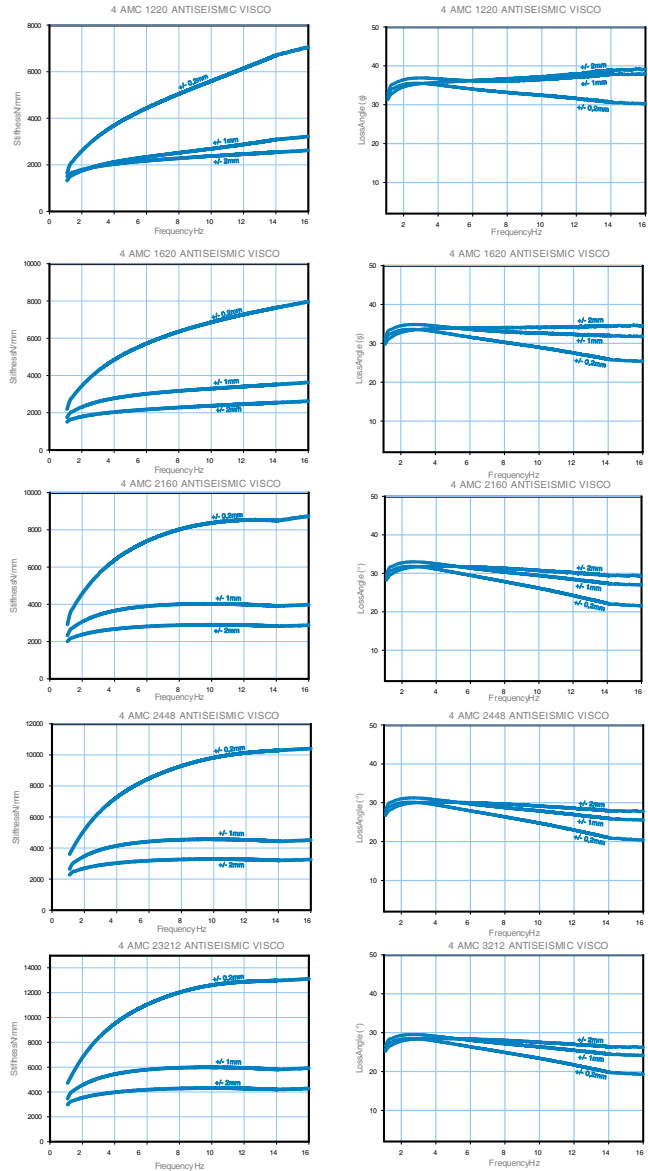 4 AMC 1220 ANTISEISMIC VISCO
StiffnessN/mm
8000
6000
4000
2000
0
+/- 0,2mm
+/- 1mm
+/- 2mm
0 2 4 6 8 10 12 14 16
FrequencyHz
4 AMC 1220 ANTISEISMIC VISCO
50
40
30
20
10
+/- 2mm
+/- 1mm
+/- 0,2mm
2 4 6 8 10 12 14 16
FrequencyHz
4 AMC 1620 ANTISEISMIC VISCO
StiffnessN/mm
10000
8000
6000
4000
2000
0
+/- 0,2mm
+/- 1mm
+/- 2mm
0 2 4 6 8 10 12 14 16
FrequencyHz
4 AMC 1620 ANTISEISMIC VISCO
50
40
30
20
10
+/- 2mm
+/- 1mm
+/- 0,2mm
2 4 6 8 10 12 14 16
FrequencyHz
4 AMC 2160 ANTISEISMIC VISCO
StiffnessN/mm
10000
8000
6000
4000
2000
0
+/- 0,2mm
+/- 1mm
+/- 2mm
0 2 4 6 8 10 12 14 16
FrequencyHz
4 AMC 2160 ANTISEISMIC VISCO
LossAngle (°)
50
40
30
20
10
+/- 2mm
+/- 1mm
+/- 0,2mm
2 4 6 8 10 12 14 16
FrequencyHz
4 AMC 2448 ANTISEISMIC VISCO
StiffnessN/mm
12000
10000
8000
6000
4000
2000
0
+/- 0,2mm
+/- 1mm
+/- 2mm
0 2 4 6 8 10 12 14 16
FrequencyHz
4 AMC 2448 ANTISEISMIC VISCO
LossAngle (°)
50
40
30
20
10
+/- 2mm
+/- 1mm
+/- 0,2mm
2 4 6 8 10 12 14 16
FrequencyHz
4 AMC 23212 ANTISEISMIC VISCO
StiffnessN/mm
14000
12000
10000
8000
6000
4000
2000
0
+/- 0,2mm
+/- 1mm
+/- 2mm
0 2 4 6 8 10 12 14 16
FrequencyHz
4 AMC 3212 ANTISEISMIC VISCO
LossAngle (°)
50
40
30
20
10
+/- 2mm
+/- 1mm
+/- 0,2mm
2 4 6 8 10 12 14 16
FrequencyHz